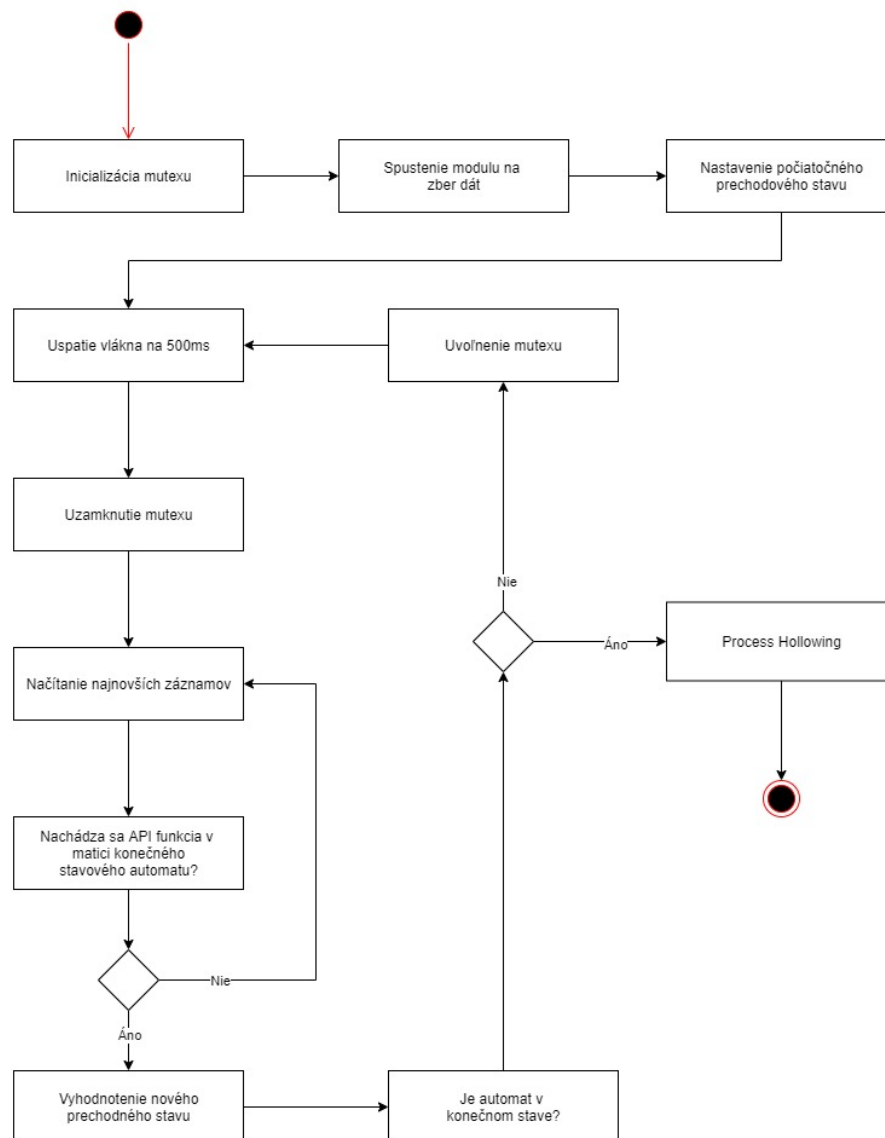 Inicializácia mutexu
Spustenie modulu na
zber dát
Nastavenie počiatočného
prechodového stavu
Uspatie vlákna na 500ms
Uvoľnenie mutexu
Uzamknutie mutexu
Nie
Áno
Process Hollowing
Načítanie najnovších záznamov
Nachádza sa API funkcia v
matici konečného
stavového automatu?
Nie
Áno
Vyhodnotenie nového
prechodného stavu
Je automat v
konečnom stave?